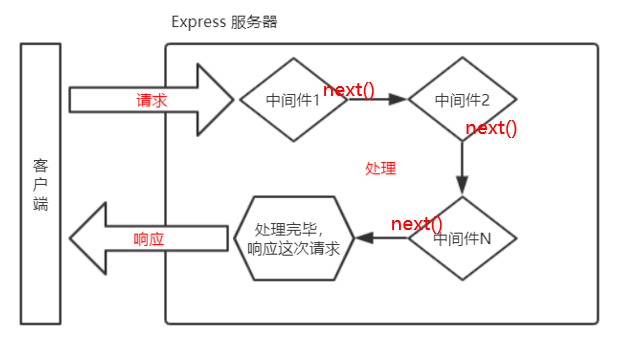 Express 服务器
客户端
请求
中间件1
next()
中间件2
next()
处理
中间件N
next()
处理完毕，
响应这次请求
响应